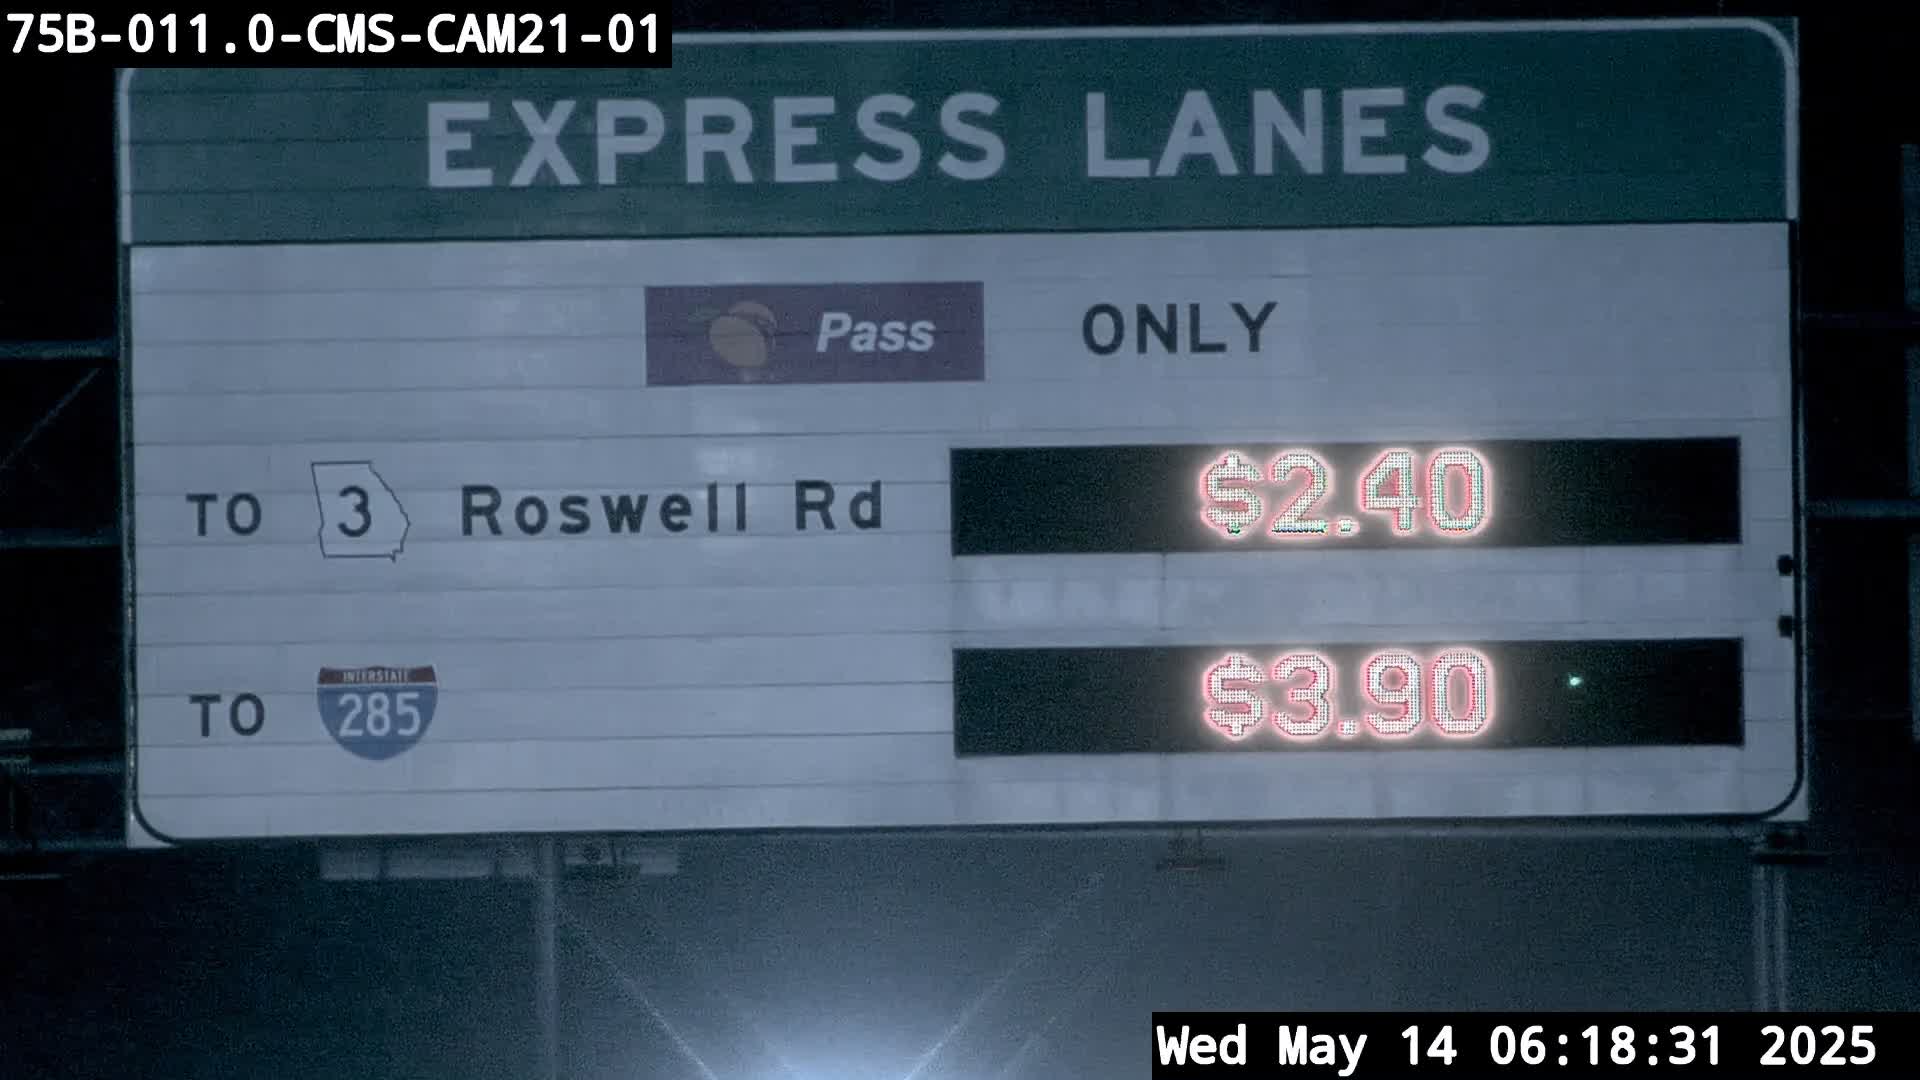 75B-011.0-CMS-CAM21-01
EXPRESS LANES
Pass ONLY
TO 3 Roswell Rd $2.40
INTERSTATE
TO 285 $3.90
Wed May 14 06:18:31 2025